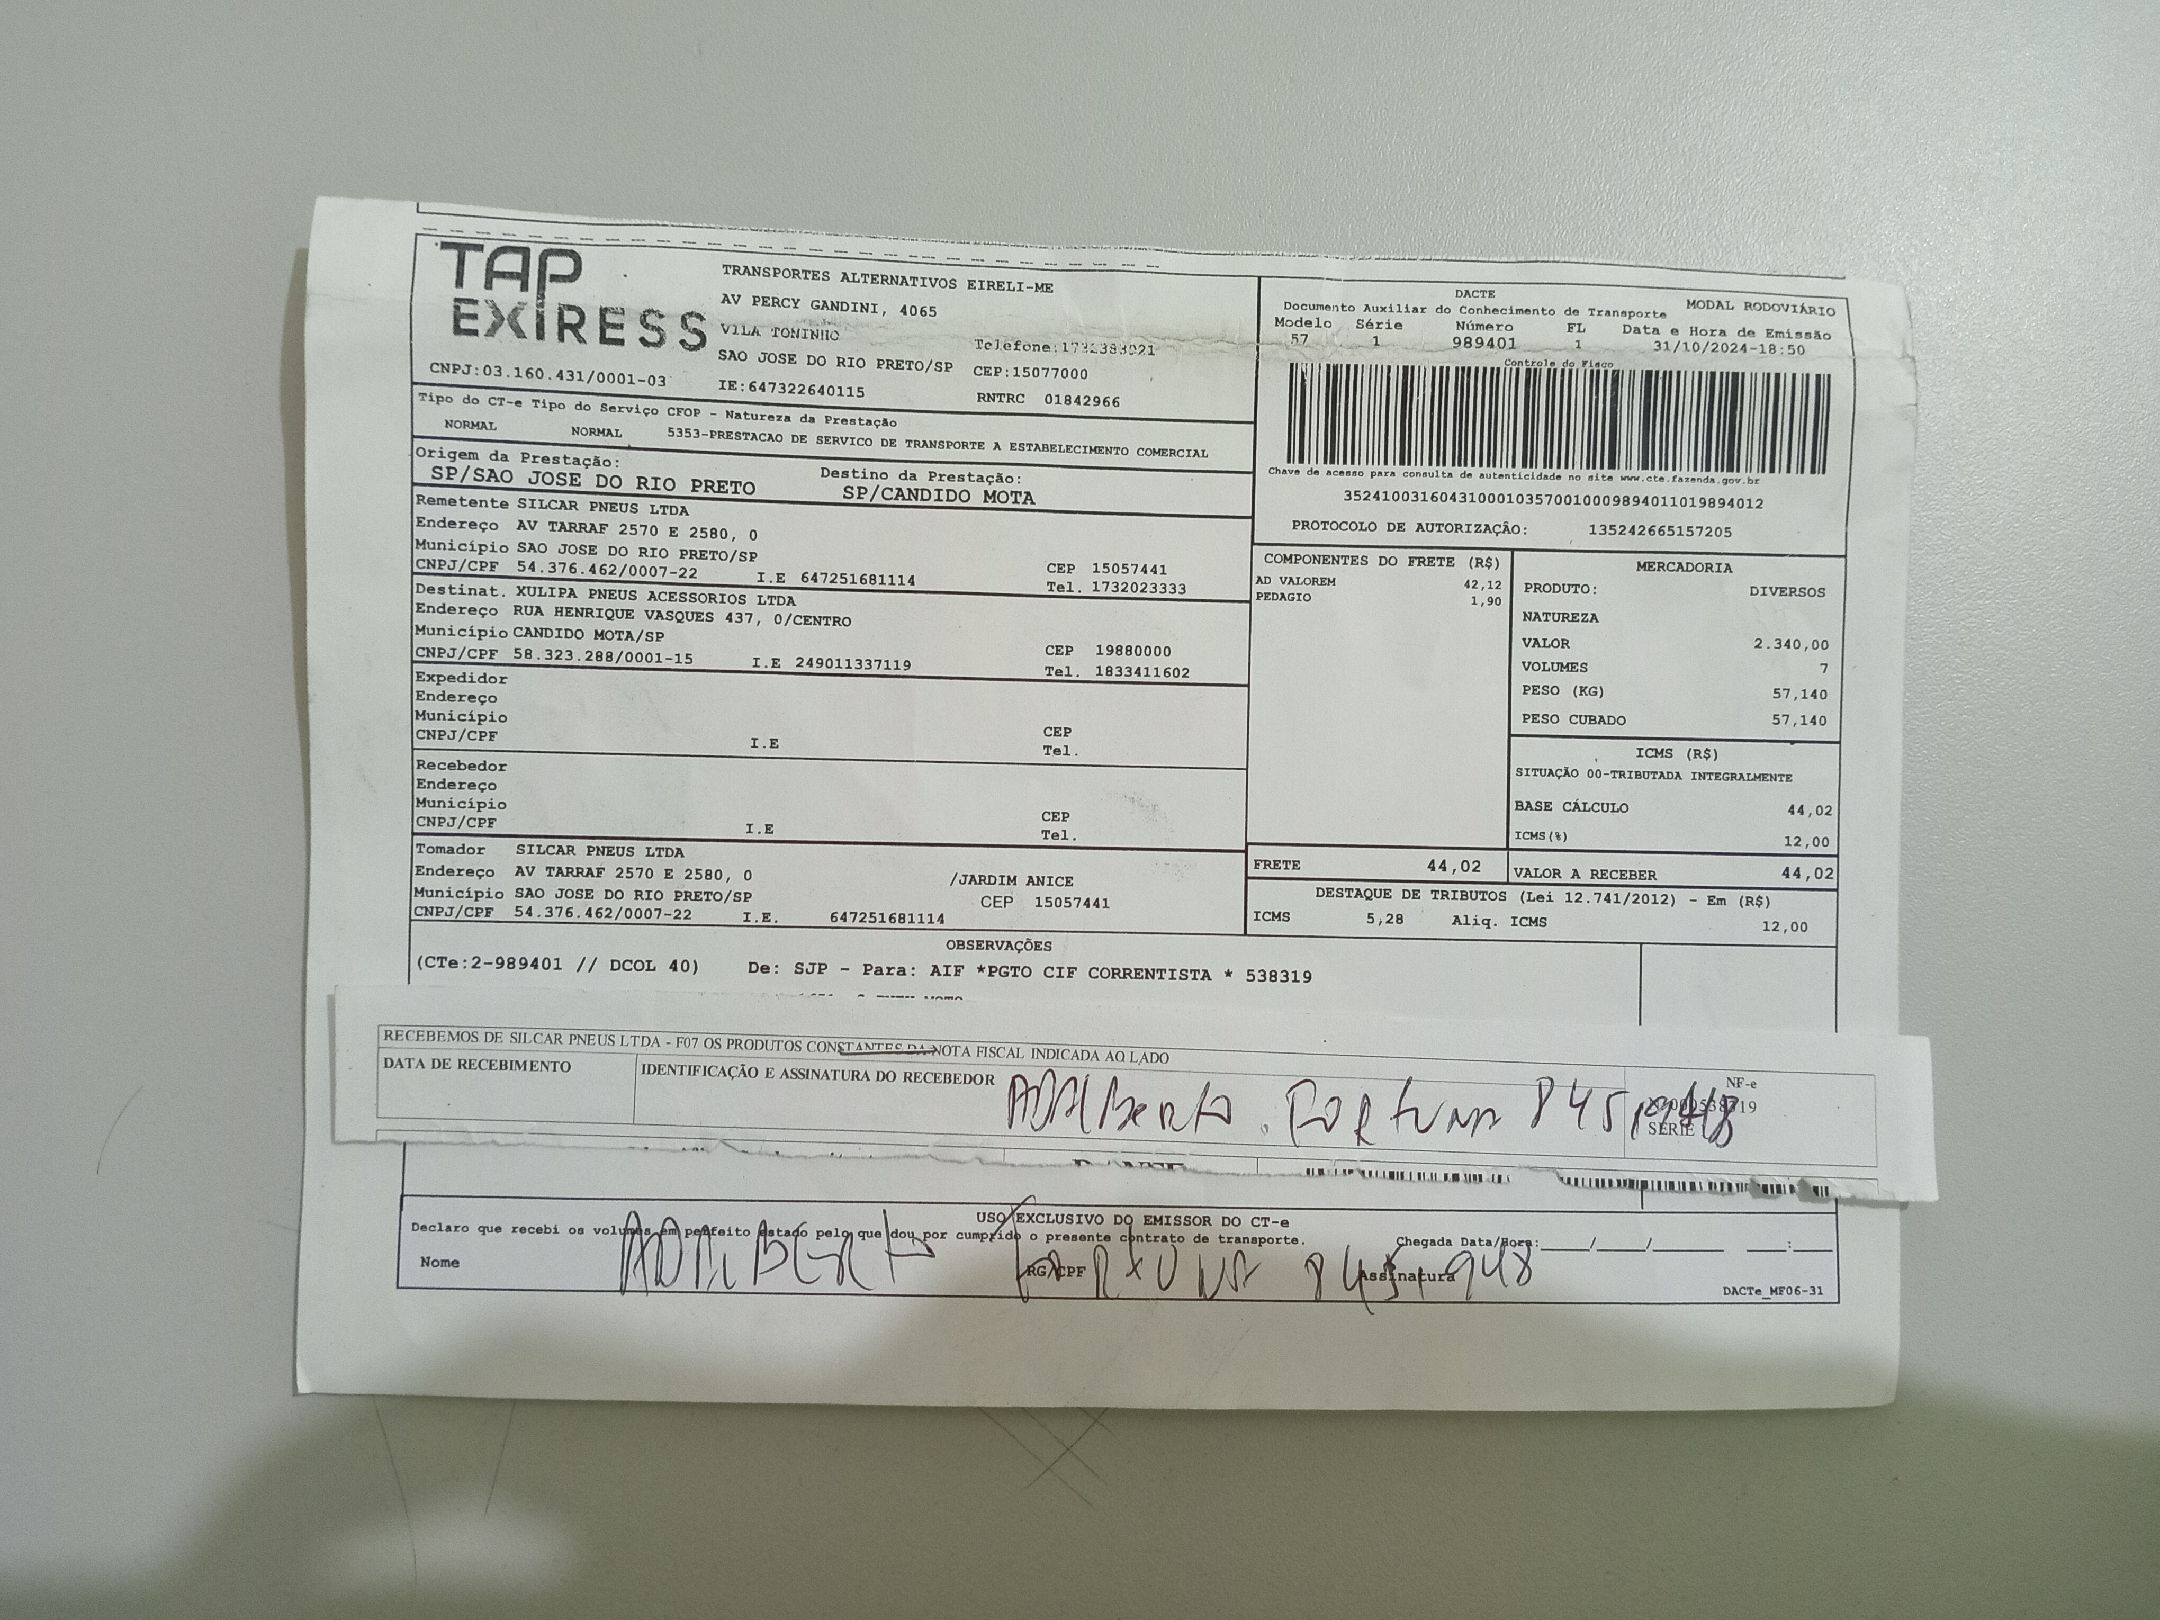 TAP
EXPRESS
TRANSPORTES ALTERNATIVOS EIRELI-ME
AV PERCY GANDINI, 4065
VILA TONINHO
Telefone:1732383021
SAO JOSE DO RIO PRETO/SP CEP:15077000
CNPJ:03.160.431/0001-03 IE:647322640115 RNTRC 01842966
Tipo do CT-e Tipo do Serviço CFOP - Natureza da Prestação
NORMAL NORMAL 5353-PRESTACAO DE SERVICO DE TRANSPORTE A ESTABELECIMENTO COMERCIAL
Origem da Prestação: Destino da Prestação:
SP/SAO JOSE DO RIO PRETO SP/CANDIDO MOTA
Remetente SILCAR PNEUS LTDA
Endereço AV TARRAF 2570 E 2580, 0
Município SAO JOSE DO RIO PRETO/SP CEP 15057441
CNPJ/CPF 54.376.462/0007-22 I.E 647251681114 Tel. 1732023333
Destinat. XULIPA PNEUS ACESSORIOS LTDA
Endereço RUA HENRIQUE VASQUES 437, 0/CENTRO
Município CANDIDO MOTA/SP CEP 19880000
CNPJ/CPF 58.323.288/0001-15 I.E 249011337119 Tel. 1833411602
Expedidor
Endereço
Município CEP
CNPJ/CPF I.E Tel.
Recebedor
Endereço
Município CEP
CNPJ/CPF I.E Tel.
Tomador SILCAR PNEUS LTDA
Endereço AV TARRAF 2570 E 2580, 0 /JARDIM ANICE
Município SAO JOSE DO RIO PRETO/SP CEP 15057441
CNPJ/CPF 54.376.462/0007-22 I.E. 647251681114
DACTE MODAL RODOVIÁRIO
Documento Auxiliar do Conhecimento de Transporte
Modelo Série Número FL Data e Hora de Emissão
57 1 989401 1 31/10/2024-18:50
Controle do Fisco
Chave de acesso para consulta de autenticidade no site www.cte.fazenda.gov.br
35241003160431000103570010009894011019894012
PROTOCOLO DE AUTORIZAÇÃO: 135242665157205
COMPONENTES DO FRETE (R$)
AD VALOREM 42,12
PEDAGIO 1,90
MERCADORIA
PRODUTO: DIVERSOS
NATUREZA
VALOR 2.340,00
VOLUMES 7
PESO (KG) 57,140
PESO CUBADO 57,140
ICMS (R$)
SITUAÇÃO 00-TRIBUTADA INTEGRALMENTE
BASE CÁLCULO 44,02
ICMS(%) 12,00
FRETE 44,02 VALOR A RECEBER 44,02
DESTAQUE DE TRIBUTOS (Lei 12.741/2012) - Em (R$)
ICMS 5,28 Aliq. ICMS 12,00
OBSERVAÇÕES
(CTe:2-989401 // DCOL 40) De: SJP - Para: AIF *PGTO CIF CORRENTISTA * 538319
RECEBEMOS DE SILCAR PNEUS LTDA - F07 OS PRODUTOS CONSTANTES DA NOTA FISCAL INDICADA AO LADO
DATA DE RECEBIMENTO IDENTIFICAÇÃO E ASSINATURA DO RECEBEDOR
NF-e
SÉRIE
Adalberto Fortuna
USO EXCLUSIVO DO EMISSOR DO CT-e
Declaro que recebi os volumes em perfeito estado pelo que dou por cumprido o presente contrato de transporte. Chegada Data/Hora:___/___/_____ ___:___
Nome Adalberto Fortuna RG/CPF 8451948 Assinatura
DACTe_MF06-31